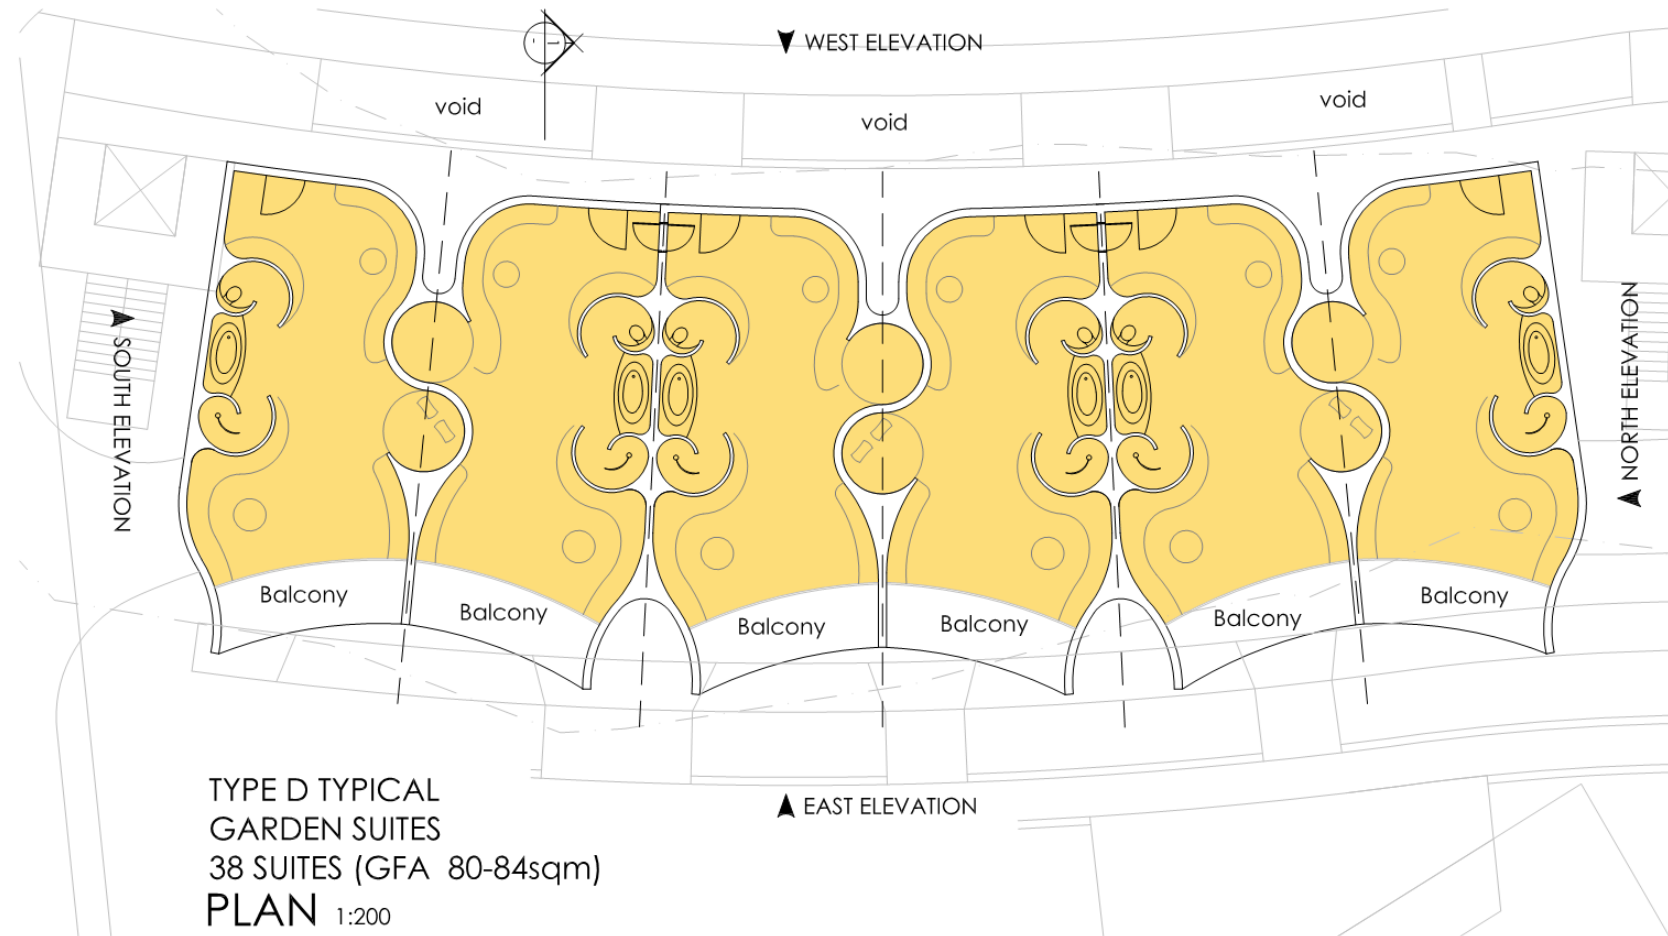 WEST ELEVATION
void
void
void
SOUTH ELEVATION
NORTH ELEVATION
Balcony
Balcony
Balcony
Balcony
Balcony
Balcony
EAST ELEVATION
TYPE D TYPICAL
GARDEN SUITES
38 SUITES (GFA 80-84sqm)
PLAN 1:200